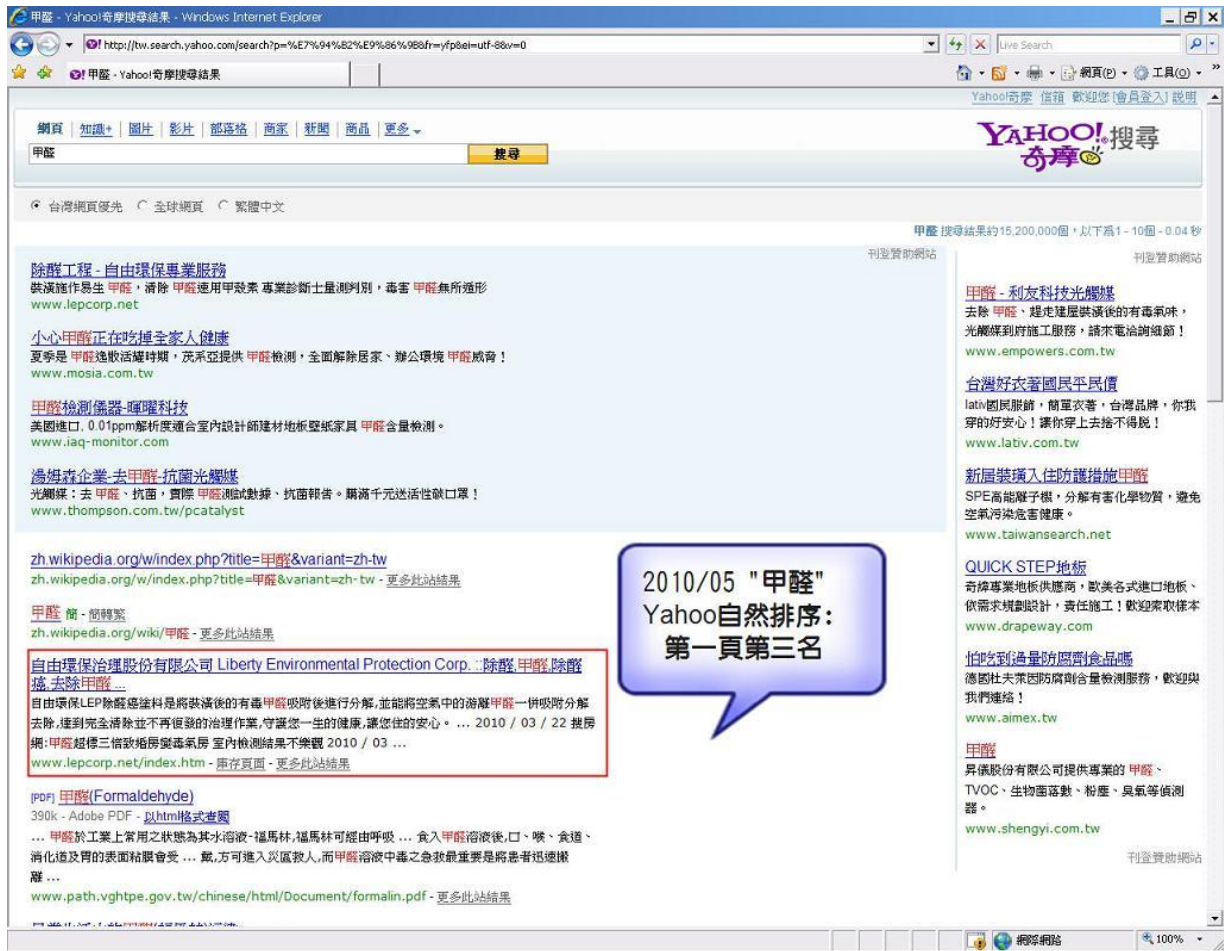 甲醛 - Yahoo!奇摩搜尋結果 - Windows Internet Explorer
http://tw.search.yahoo.com/search?p=%E7%94%B2%E9%86%9B&fr=yfp&ei=utf-8&v=0
Live Search
甲醛 - Yahoo!奇摩搜尋結果
網頁(P)
工具(O)
Yahoo!奇摩 信箱 歡迎您 [會員登入] 說明
網頁 | 知識+ | 圖片 | 影片 | 部落格 | 商家 | 新聞 | 商品 | 更多
甲醛
搜尋
YAHOO!奇摩 搜尋
台灣網頁優先 全球網頁 繁體中文
甲醛 搜尋結果約15,200,000個，以下為1 - 10個 - 0.04 秒
刊登贊助網站
除醛工程 - 自由環保專業服務
裝潢施作易生 甲醛，清除 甲醛速用甲殼素 專業診斷士量測判別，毒害 甲醛無所遁形
www.lepcorp.net
小心甲醛正在吃掉全家人健康
夏季是 甲醛逸散活耀時期，茂系亞提供 甲醛檢測，全面解除居家、辦公環境 甲醛威脅！
www.mosia.com.tw
甲醛檢測儀器-暉曜科技
美國進口. 0.01ppm解析度適合室內設計師建材地板壁紙家具 甲醛含量檢測。
www.iaq-monitor.com
湯姆森企業-去甲醛-抗菌光觸媒
光觸媒：去 甲醛、抗菌，實際 甲醛測試數據、抗菌報告。購滿千元送活性碳口罩！
www.thompson.com.tw/pcatalyst
zh.wikipedia.org/w/index.php?title=甲醛&variant=zh-tw
zh.wikipedia.org/w/index.php?title=甲醛&variant=zh-tw - 更多此站結果
甲醛 簡 - 簡轉繁
zh.wikipedia.org/wiki/甲醛 - 更多此站結果
自由環保治理股份有限公司 Liberty Environmental Protection Corp. ::除醛,甲醛,除醛
癌,去除甲醛 ...
自由環保LEP除醛癌塗料是將裝潢後的有毒甲醛吸附後進行分解,並能將空氣中的游離甲醛一併吸附分解
去除,達到完全清除並不再復發的治理作業,守護您一生的健康,讓您住的安心。 ... 2010 / 03 / 22 搜房
網:甲醛超標三倍致婚房變毒氣房 室內檢測結果不樂觀 2010 / 03 ...
www.lepcorp.net/index.htm - 庫存頁面 - 更多此站結果
[PDF] 甲醛(Formaldehyde)
390k - Adobe PDF - 以html格式查閱
... 甲醛於工業上常用之狀態為其水溶液-福馬林,福馬林可經由呼吸 ... 食入甲醛溶液後,口、喉、食道、
消化道及胃的表面粘膜會受 ... 戴,方可進入災區救人,而甲醛溶液中毒之急救最重要是將患者迅速搬
離 ...
www.path.vghtpe.gov.tw/chinese/html/Document/formalin.pdf - 更多此站結果
2010/05 "甲醛"
Yahoo自然排序:
第一頁第三名
刊登贊助網站
甲醛 - 利友科技光觸媒
去除 甲醛、趕走建屋裝潢後的有毒氣味，
光觸媒到府施工服務，請來電洽詢細節！
www.empowers.com.tw
台灣好衣著國民平民價
lativ國民服飾，簡單衣著，台灣品牌，你我
穿的好安心！讓你穿上去捨不得脫！
www.lativ.com.tw
新居裝璜入住防護措施甲醛
SPE高能離子機，分解有害化學物質，避免
空氣污染危害健康。
www.taiwansearch.net
QUICK STEP地板
奇緯專業地板供應商，歐美各式進口地板、
依需求規劃設計，責任施工！歡迎索取樣本
www.drapeway.com
怕吃到過量防腐劑食品嗎
德國杜夫萊因防腐劑含量檢測服務，歡迎與
我們連絡！
www.aimex.tw
甲醛
昇儀股份有限公司提供專業的 甲醛、
TVOC、生物菌落數、粉塵、臭氧等偵測
器。
www.shengyi.com.tw
刊登贊助網站
網際網路
100%